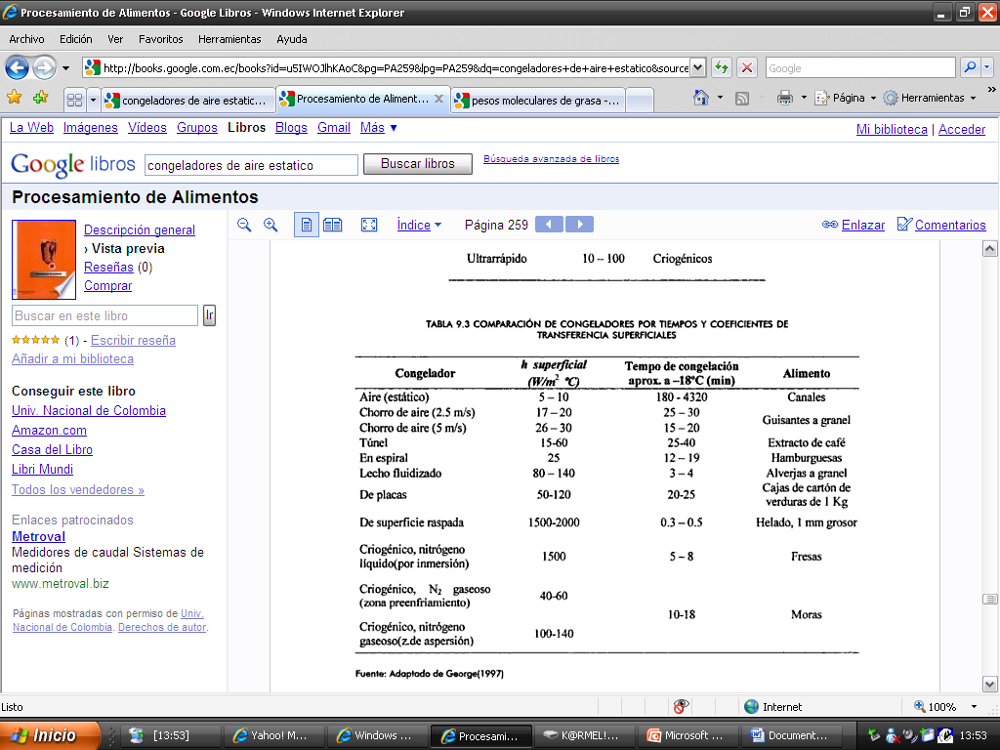 Procesamiento de Alimentos - Google Libros - Windows Internet Explorer
Archivo Edición Ver Favoritos Herramientas Ayuda
http://books.google.com.ec/books?id=u5IWOJlhKAoC&pg=PA259&lpg=PA259&dq=congeladores+de+aire+estatico&source
Google
congeladores de aire estatic...
Procesamiento de Aliment...
pesos moleculares de grasa -...
Página
Herramientas
La Web Imágenes Vídeos Grupos Libros Blogs Gmail Más ▼
Mi biblioteca | Acceder
Google libros
congeladores de aire estatico
Buscar libros
Búsqueda avanzada de libros
Procesamiento de Alimentos
Descripción general
› Vista previa
Reseñas (0)
Comprar
Buscar en este libro
Ir
(1) - Escribir reseña
Añadir a mi biblioteca
Conseguir este libro
Univ. Nacional de Colombia
Amazon.com
Casa del Libro
Libri Mundi
Todos los vendedores »
Enlaces patrocinados
Metroval
Medidores de caudal Sistemas de
medición
www.metroval.biz
Páginas mostradas con permiso de Univ.
Nacional de Colombia. Derechos de autor.
Índice
Página 259
Enlazar
Comentarios
Ultrarrápido 10 – 100 Criogénicos
TABLA 9.3 COMPARACIÓN DE CONGELADORES POR TIEMPOS Y COEFICIENTES DE
TRANSFERENCIA SUPERFICIALES
Congelador
h superficial
(W/m² ºC)
Tempo de congelación
aprox. a –18ºC (min)
Alimento
Aire (estático) 5 – 10 180 - 4320 Canales
Chorro de aire (2.5 m/s) 17 – 20 25 – 30
Guisantes a granel
Chorro de aire (5 m/s) 26 – 30 15 – 20
Túnel 15-60 25-40 Extracto de café
En espiral 25 12 – 19 Hamburguesas
Lecho fluidizado 80 – 140 3 – 4 Alverjas a granel
De placas 50-120 20-25
Cajas de cartón de
verduras de 1 Kg
De superficie raspada 1500-2000 0.3 – 0.5 Helado, 1 mm grosor
Criogénico, nitrógeno
líquido(por inmersión)
1500 5 – 8 Fresas
Criogénico, N₂ gaseoso
(zona preenfriamiento)
40-60
10-18 Moras
Criogénico, nitrógeno
gaseoso(z.de aspersión)
100-140
Fuente: Adaptado de George(1997)
Listo
Internet
100%
Inicio
[13:53]
Yahoo! M...
Windows ...
Procesami...
K@RMEL!...
Microsoft ...
Document...
13:53